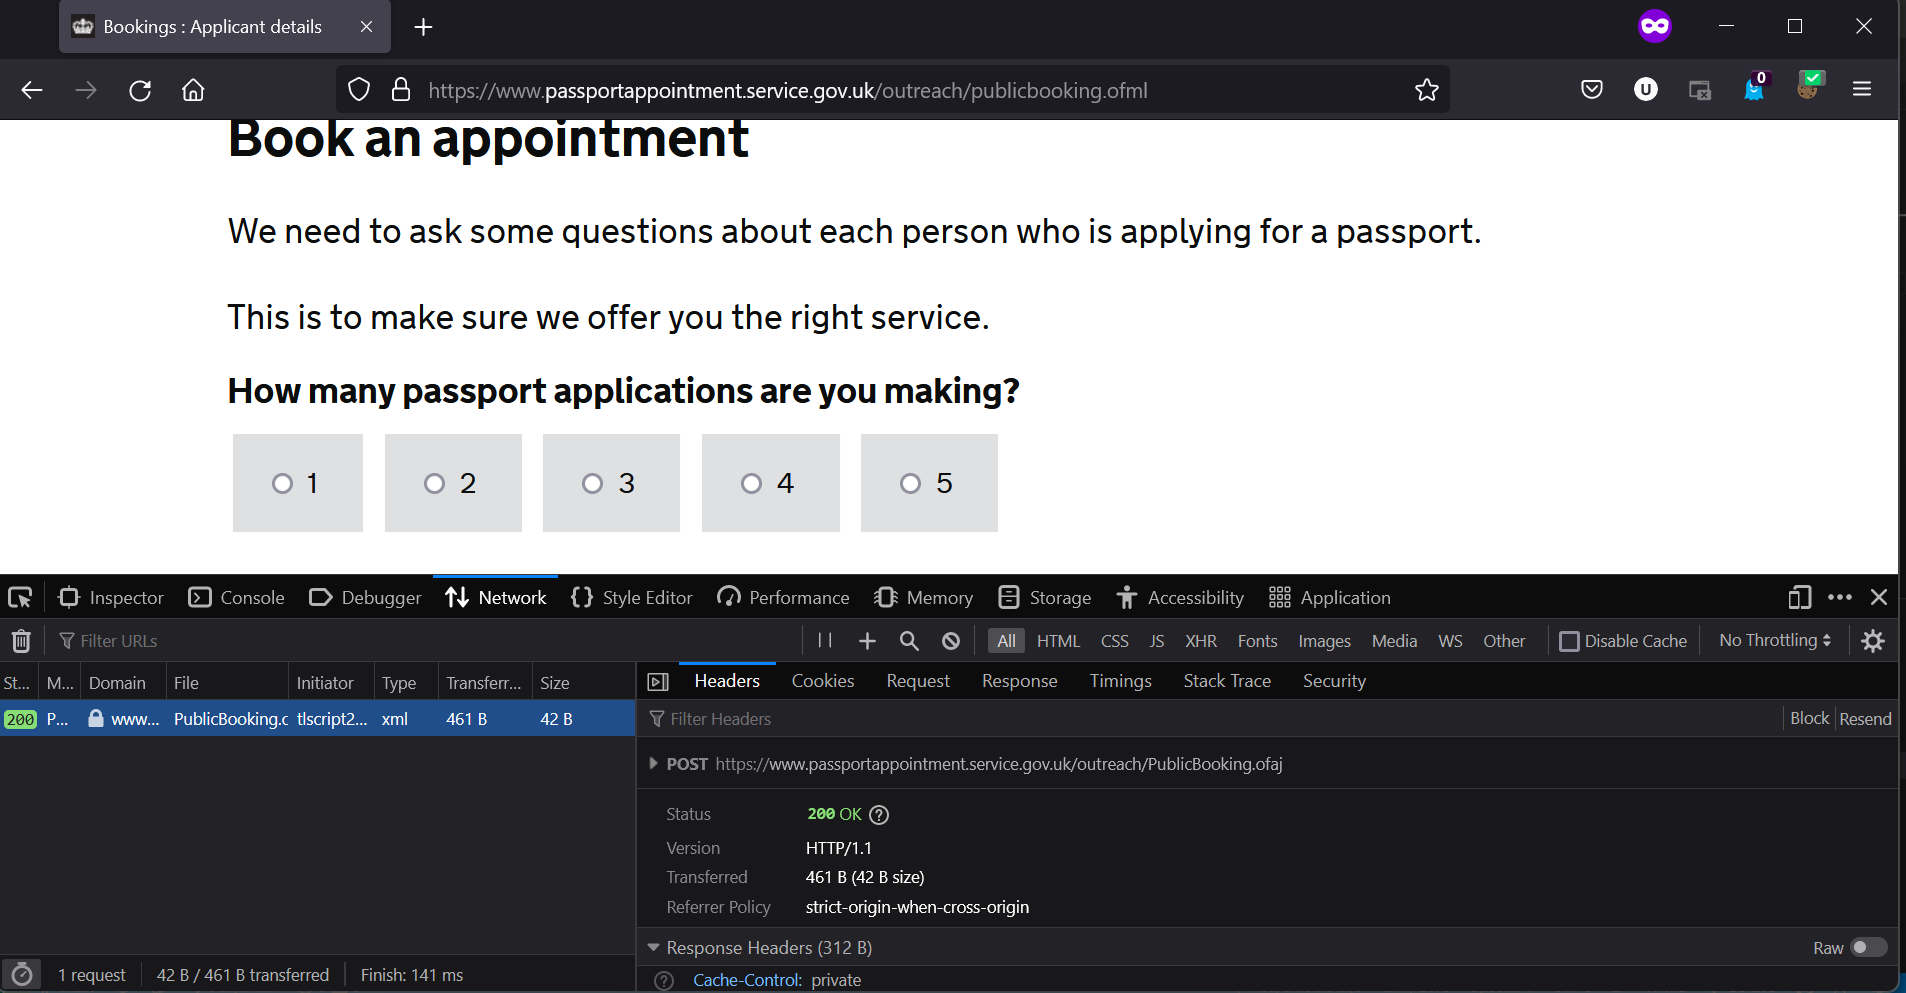 Bookings : Applicant details
https://www.passportappointment.service.gov.uk/outreach/publicbooking.ofml
U
0
Book an appointment
We need to ask some questions about each person who is applying for a passport.
This is to make sure we offer you the right service.
How many passport applications are you making?
1 2 3 4 5
Inspector Console Debugger Network Style Editor Performance Memory Storage Accessibility Application
Filter URLs
All HTML CSS JS XHR Fonts Images Media WS Other Disable Cache No Throttling
St... M... Domain File Initiator Type Transferr... Size
200 P... www... PublicBooking.c tlscript2... xml 461 B 42 B
Headers Cookies Request Response Timings Stack Trace Security
Filter Headers Block Resend
POST https://www.passportappointment.service.gov.uk/outreach/PublicBooking.ofaj
Status 200 OK ?
Version HTTP/1.1
Transferred 461 B (42 B size)
Referrer Policy strict-origin-when-cross-origin
Response Headers (312 B) Raw
? Cache-Control: private
1 request 42 B / 461 B transferred Finish: 141 ms